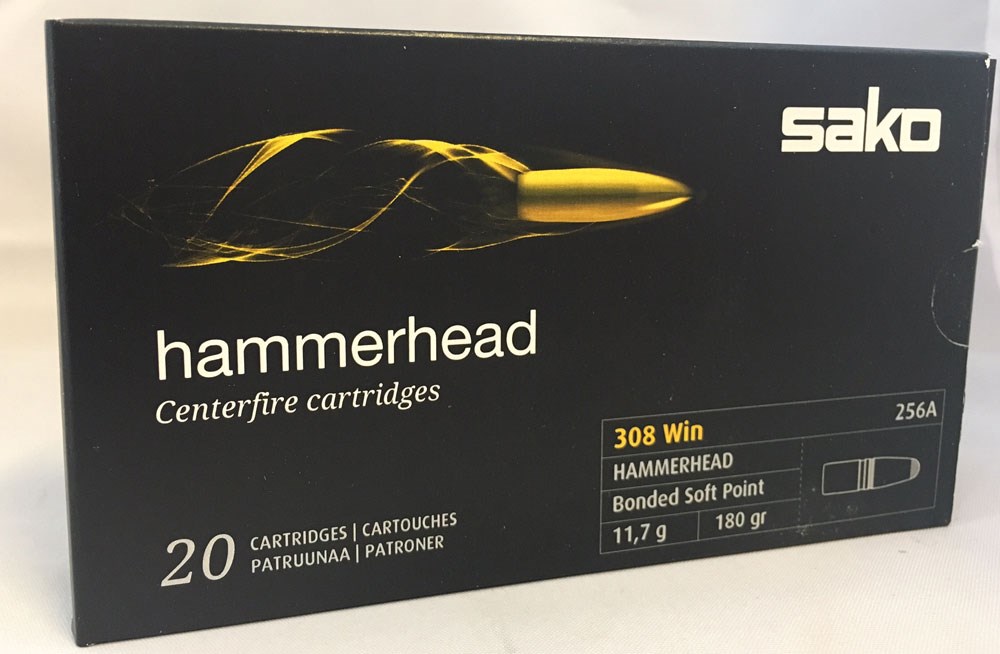 sako
hammerhead
Centerfire cartridges
308 Win 256A
HAMMERHEAD
Bonded Soft Point
11,7 g 180 gr
20 CARTRIDGES | CARTOUCHES
PATRUUNAA | PATRONER